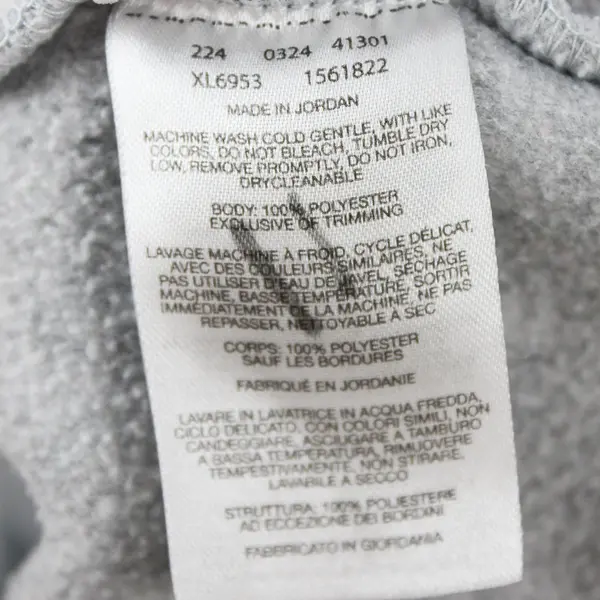 224 0324 41301
XL6953 1561822
MADE IN JORDAN
MACHINE WASH COLD GENTLE, WITH LIKE
COLORS, DO NOT BLEACH, TUMBLE DRY
LOW, REMOVE PROMPTLY, DO NOT IRON,
DRYCLEANABLE
BODY: 100% POLYESTER
EXCLUSIVE OF TRIMMING
LAVAGE MACHINE À FROID, CYCLE DÉLICAT,
AVEC DES COULEURS SIMILAIRES, NE
PAS UTILISER D'EAU DE JAVEL, SÉCHAGE
MACHINE, BASSE TEMPÉRATURE, SORTIR
IMMÉDIATEMENT DE LA MACHINE, NE PAS
REPASSER, NETTOYABLE À SEC
CORPS: 100% POLYESTER
SAUF LES BORDURES
FABRIQUÉ EN JORDANIE
LAVARE IN LAVATRICE IN ACQUA FREDDA,
CICLO DELICATO, CON COLORI SIMILI, NON
CANDEGGIARE, ASCIUGARE A TAMBURO
A BASSA TEMPERATURA, RIMUOVERE
TEMPESTIVAMENTE, NON STIRARE,
LAVABILE A SECCO
STRUTTURA: 100% POLIESTERE
AD ECCEZIONE DEI BORDINI
FABBRICATO IN GIORDANIA